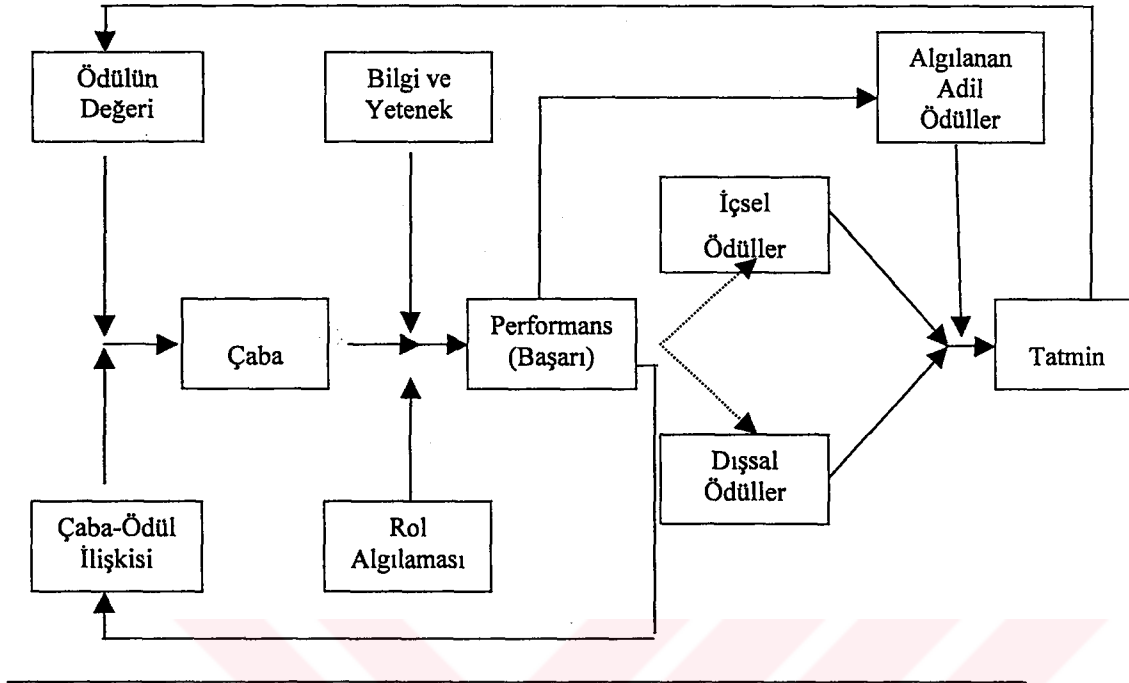 Ödülün
Değeri
Bilgi ve
Yetenek
Algılanan
Adil
Ödüller
İçsel
Ödüller
Çaba
Performans
(Başarı)
Tatmin
Dışsal
Ödüller
Çaba-Ödül
İlişkisi
Rol
Algılaması